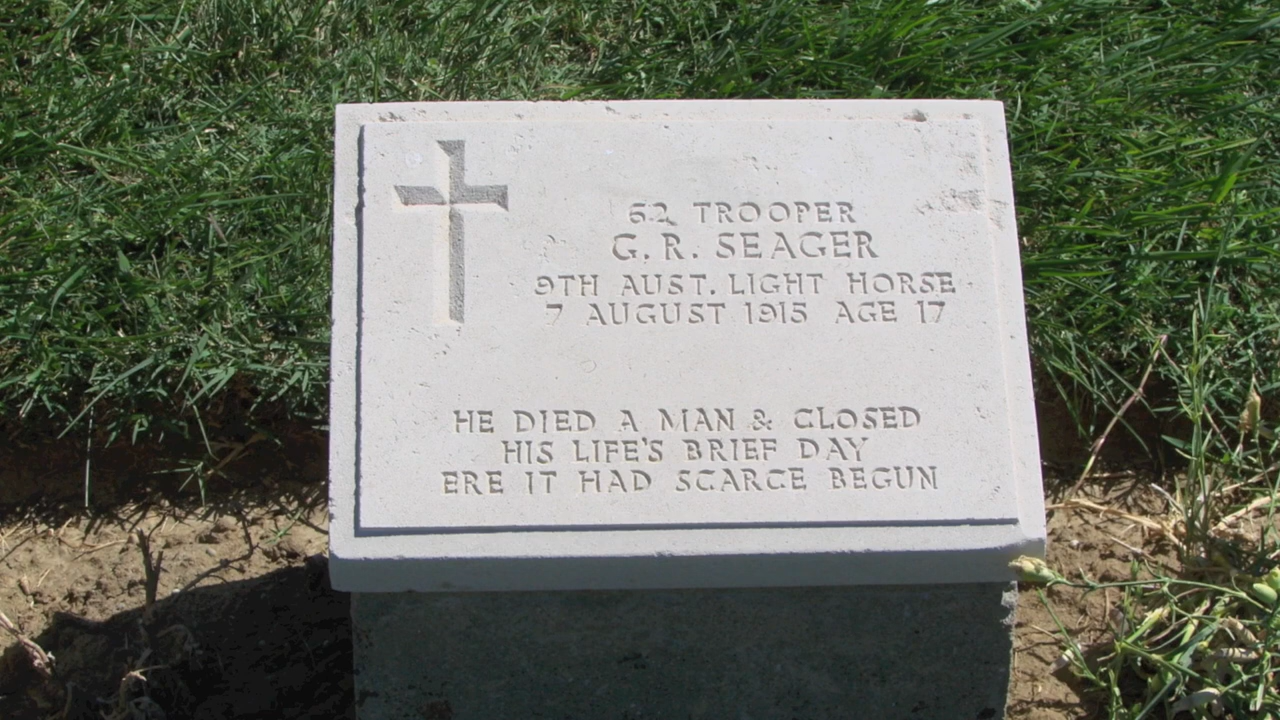 62 TROOPER
G. R. SEAGER
9TH AUST. LIGHT HORSE
7 AUGUST 1915 AGE 17
HE DIED A MAN & CLOSED
HIS LIFE'S BRIEF DAY
ERE IT HAD SCARCE BEGUN